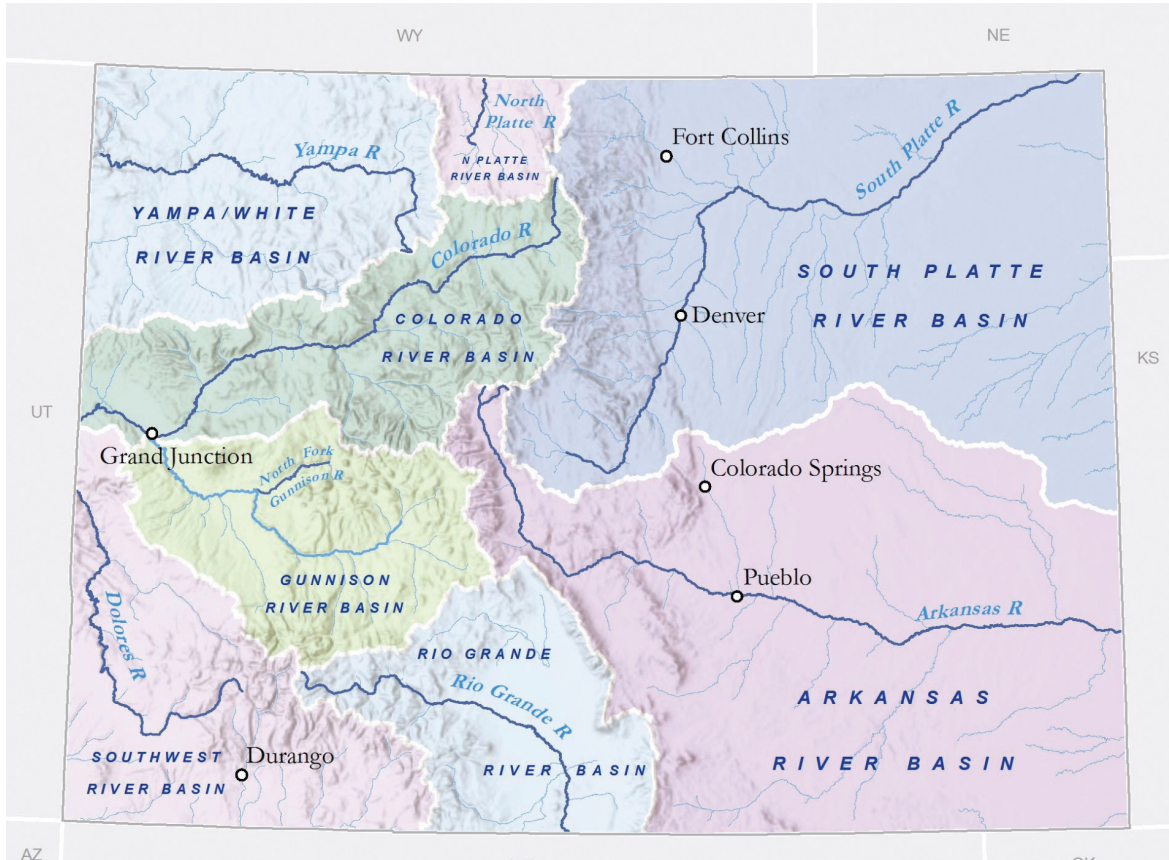 WY
NE
North
Platte R
Fort Collins
South Platte R
Yampa R
N PLATTE
RIVER BASIN
YAMPA/WHITE
RIVER BASIN
Colorado R
SOUTH PLATTE
RIVER BASIN
Denver
COLORADO
RIVER BASIN
KS
UT
Grand Junction
North Fork
Gunnison R
Colorado Springs
GUNNISON
RIVER BASIN
Pueblo
Arkansas R
Dolores R
RIO GRANDE
Rio Grande R
RIVER BASIN
ARKANSAS
RIVER BASIN
SOUTHWEST
RIVER BASIN
Durango
AZ